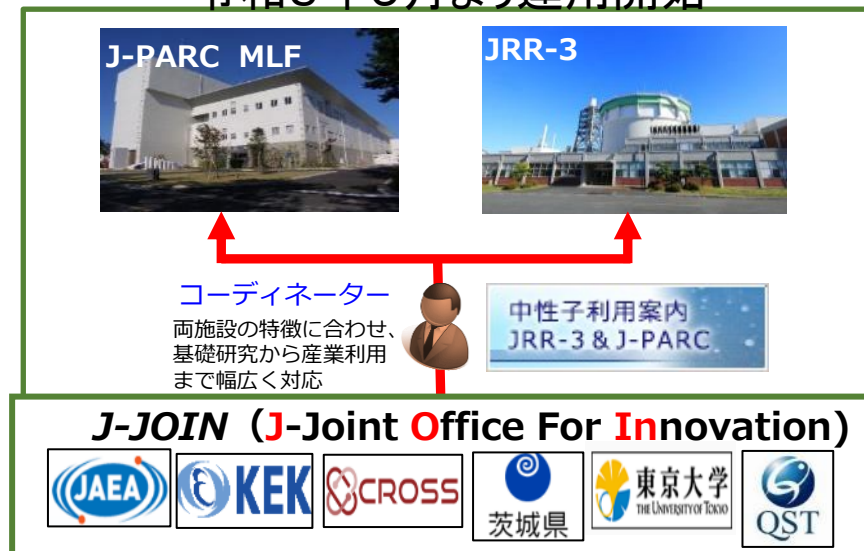 J-PARC MLF
JRR-3
コーディネーター
両施設の特徴に合わせ、
基礎研究から産業利用
まで幅広く対応
中性子利用案内
JRR-3&J-PARC
J-JOIN（J-Joint Office For Innovation)
JAEA
KEK
CROSS
茨城県
東京大学
THE UNIVERSITY OF TOKYO
QST